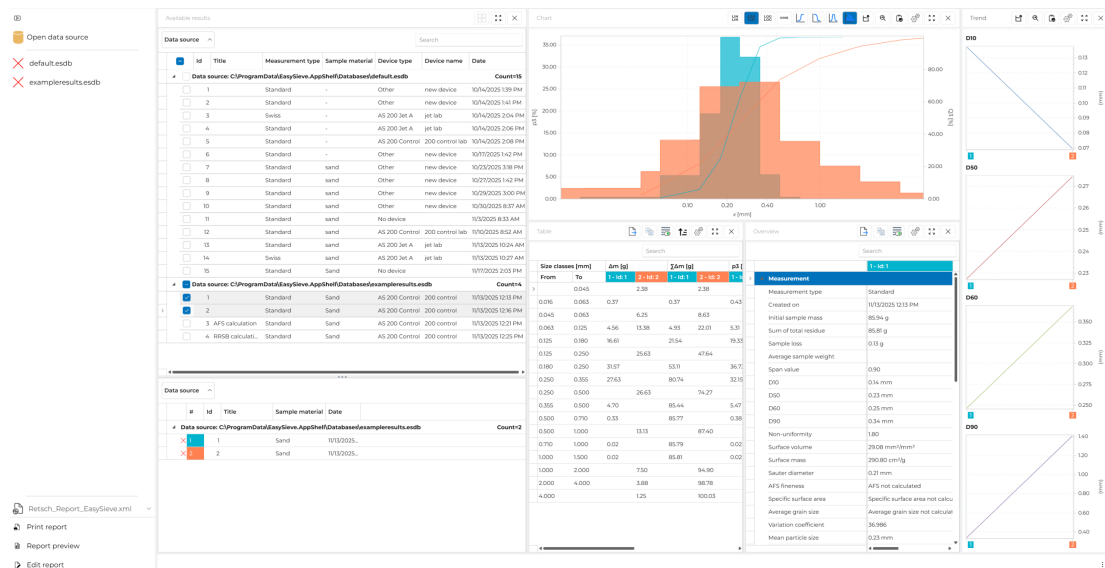 Open data source
default.esdb
exampleresults.esdb
Retsch_Report_EasySieve.xml
Print report
Report preview
Edit report
Available results
Data source
Search
Id Title Measurement type Sample material Device type Device name Date
Data source: C:\ProgramData\EasySieve.AppShelf\Databases\default.esdb Count=15
1 Standard - Other new device 10/14/2025 1:39 PM
2 Standard - Other new device 10/14/2025 1:41 PM
3 Swiss - AS 200 Jet A jet lab 10/14/2025 2:04 PM
4 Standard - AS 200 Jet A jet lab 10/14/2025 2:06 PM
5 Standard - AS 200 Control 200 control lab 10/14/2025 2:08 PM
6 Standard - Other new device 10/17/2025 1:42 PM
7 Standard sand Other new device 10/23/2025 3:18 PM
8 Standard sand Other new device 10/27/2025 1:42 PM
9 Standard sand Other new device 10/29/2025 3:00 PM
10 Standard sand Other new device 10/30/2025 8:37 AM
11 Standard sand No device 11/3/2025 8:33 AM
12 Standard sand AS 200 Control 200 control lab 11/10/2025 8:52 AM
13 Standard sand AS 200 Jet A jet lab 11/13/2025 10:24 AM
14 Swiss sand AS 200 Jet A jet lab 11/13/2025 10:27 AM
15 Standard Sand No device 11/17/2025 2:03 PM
Data source: C:\ProgramData\EasySieve.AppShelf\Databases\exampleresults.esdb Count=4
1 Standard Sand AS 200 Control 200 control 11/13/2025 12:13 PM
2 Standard Sand AS 200 Control 200 control 11/13/2025 12:16 PM
3 AFS calculation Standard Sand AS 200 Control 200 control 11/13/2025 12:21 PM
4 RRSB calculati... Standard Sand AS 200 Control 200 control 11/13/2025 12:25 PM
Data source
# Id Title Sample material Date
Data source: C:\ProgramData\EasySieve.AppShelf\Databases\exampleresults.esdb Count=2
1 1 Sand 11/13/2025...
2 2 Sand 11/13/2025...
Chart
p3 [%]
35.00
30.00
25.00
20.00
15.00
10.00
5.00
0.00
0.10 0.20 0.40 1.00
x [mm]
80.00
60.00
40.00
20.00
0.00
Q3 [%]
Table
Search
Size classes [mm] Δm [g] ∑Δm [g] p3 [
From To 1 - Id: 1 2 - Id: 2 1 - Id: 1 2 - Id: 2 1 - Id
0.045 2.38 2.38
0.016 0.063 0.37 0.37 0.43
0.045 0.063 6.25 8.63
0.063 0.125 4.56 13.38 4.93 22.01 5.31
0.125 0.180 16.61 21.54 19.35
0.125 0.250 25.63 47.64
0.180 0.250 31.57 53.11 36.7
0.250 0.355 27.63 80.74 32.15
0.250 0.500 26.63 74.27
0.355 0.500 4.70 85.44 5.47
0.500 0.710 0.33 85.77 0.38
0.500 1.000 13.13 87.40
0.710 1.000 0.02 85.79 0.02
1.000 1.500 0.02 85.81 0.02
1.000 2.000 7.50 94.90
2.000 4.000 3.88 98.78
4.000 1.25 100.03
Overview
Search
1 - Id: 1
Measurement
Measurement type Standard
Created on 11/13/2025 12:13 PM
Initial sample mass 85.94 g
Sum of total residue 85.81 g
Sample loss 0.13 g
Average sample weight
Span value 0.90
D10 0.14 mm
D50 0.23 mm
D60 0.25 mm
D90 0.34 mm
Non-uniformity 1.80
Surface volume 29.08 mm²/mm³
Surface mass 290.80 cm²/g
Sauter diameter 0.21 mm
AFS fineness AFS not calculated
Specific surface area Specific surface not calcu
Average grain size Average grain size not calculat
Variation coefficient 36.986
Mean particle size 0.23 mm
Trend
D10
0.13
0.12
0.11
0.10
0.09
0.08
0.07
(mm)
1 2
D50
0.27
0.26
0.25
0.24
0.23
(mm)
1 2
D60
0.350
0.325
0.300
0.275
0.250
(mm)
1 2
D90
1.40
1.20
1.00
0.80
0.60
0.40
(mm)
1 2